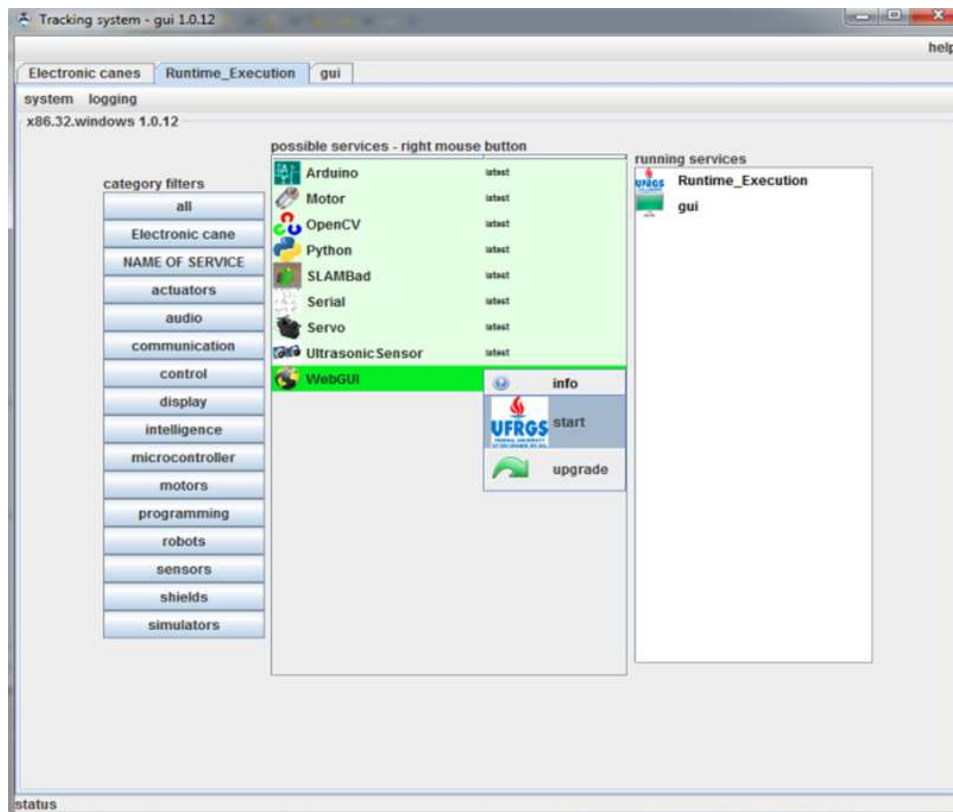 Tracking system - gui 1.0.12
help
Electronic canes Runtime_Execution gui
system logging
x86.32.windows 1.0.12
category filters
all
Electronic cane
NAME OF SERVICE
actuators
audio
communication
control
display
intelligence
microcontroller
motors
programming
robots
sensors
shields
simulators
possible services - right mouse button
Arduino latest
Motor latest
OpenCV latest
Python latest
SLAMBad latest
Serial latest
Servo latest
UltrasonicSensor latest
WebGUI
info
UFRGS
start
upgrade
running services
UFRGS
Runtime_Execution
gui
status